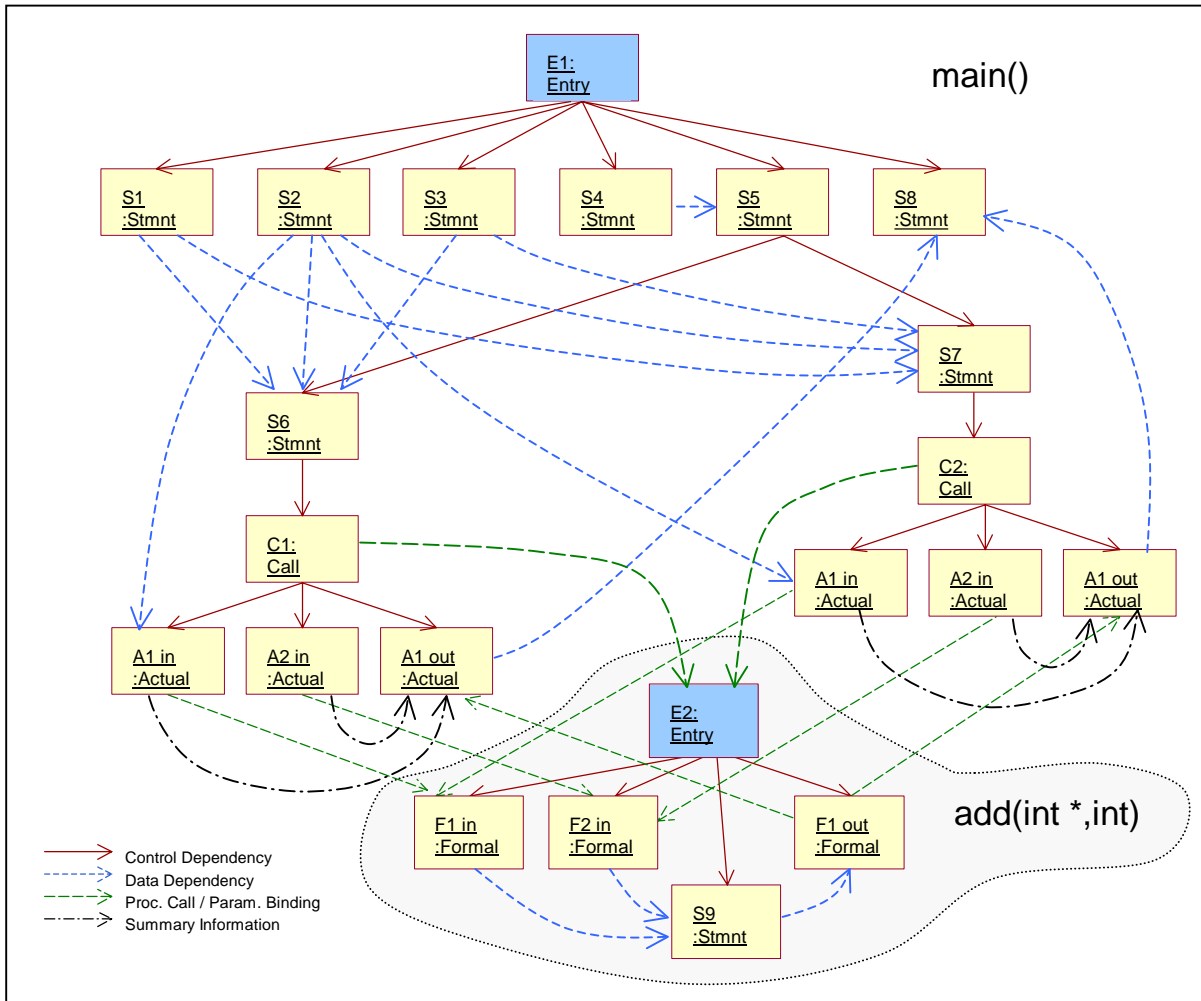 E1:
Entry
main()
S1
:Stmnt
S2
:Stmnt
S3
:Stmnt
S4
:Stmnt
S5
:Stmnt
S8
:Stmnt
S7
:Stmnt
S6
:Stmnt
C2:
Call
C1:
Call
A1 in
:Actual
A2 in
:Actual
A1 out
:Actual
A1 in
:Actual
A2 in
:Actual
A1 out
:Actual
E2:
Entry
F1 in
:Formal
F2 in
:Formal
F1 out
:Formal
add(int *,int)
S9
:Stmnt
Control Dependency
Data Dependency
Proc. Call / Param. Binding
Summary Information